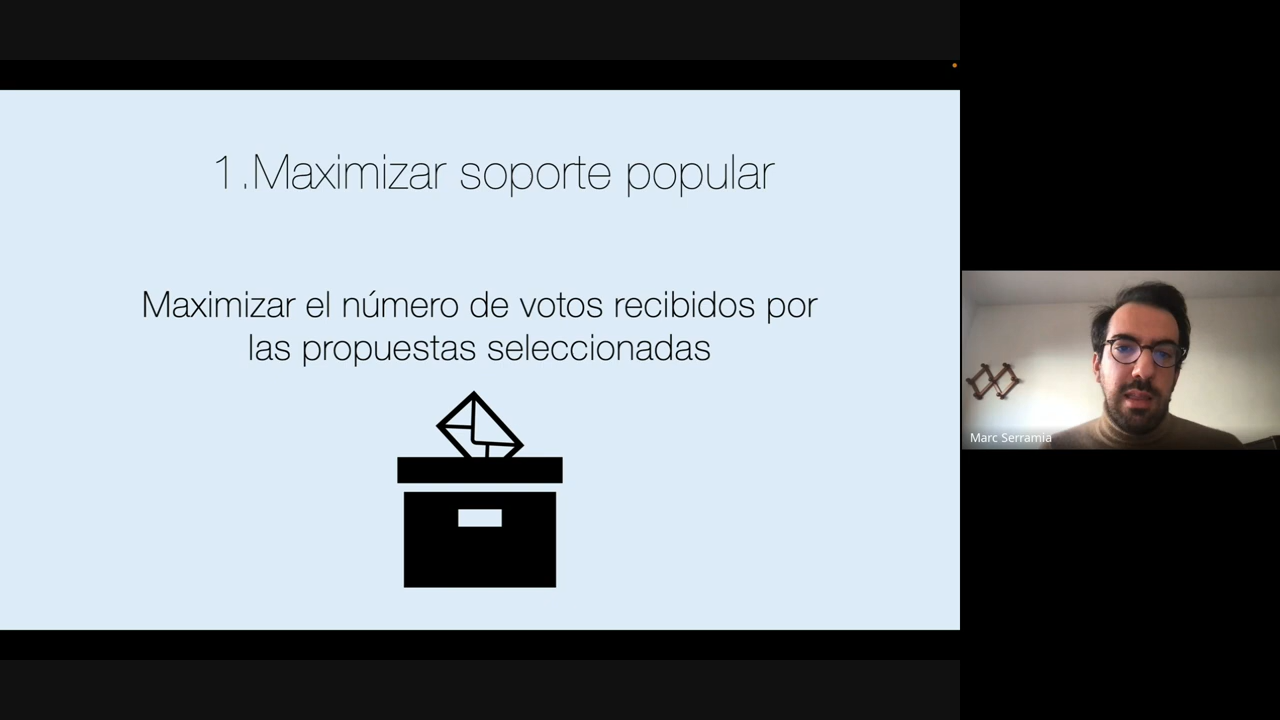 1.Maximizar soporte popular
Maximizar el número de votos recibidos por
las propuestas seleccionadas
Marc Serramia